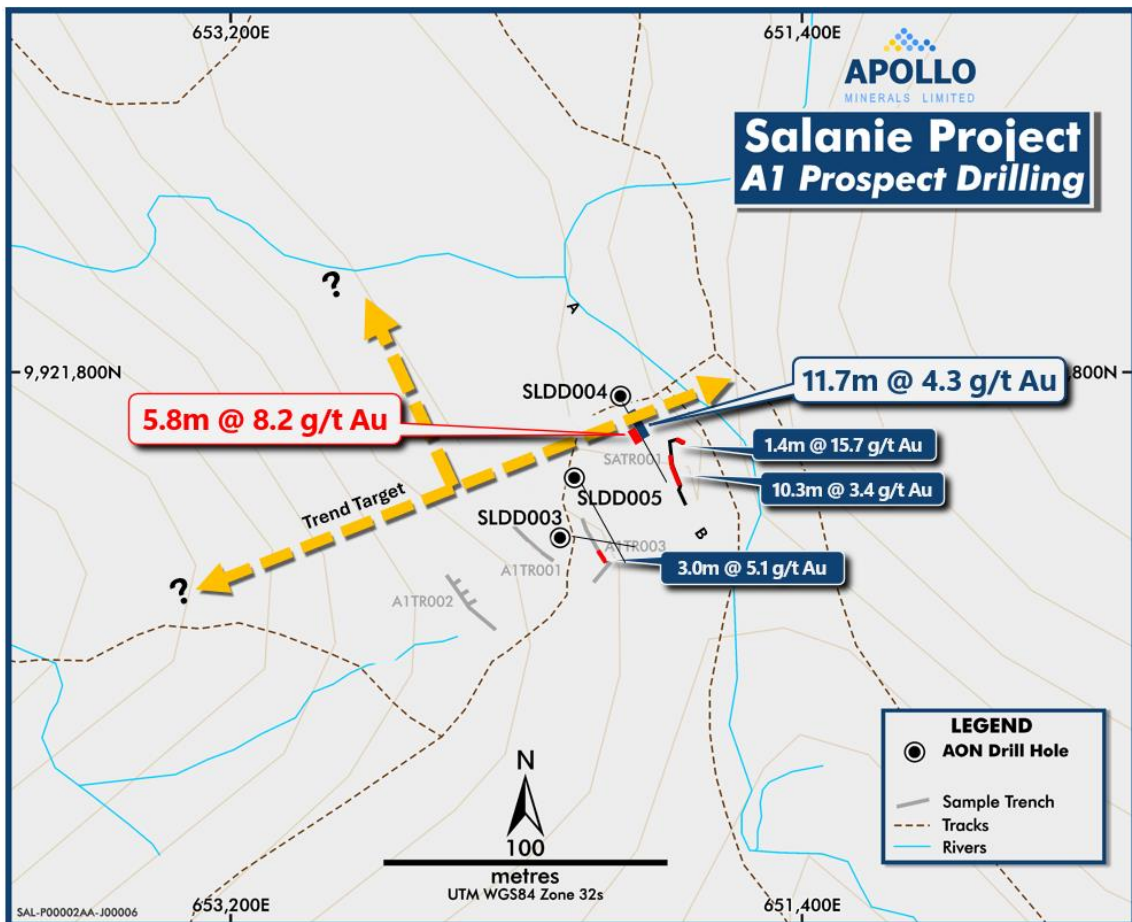 653,200E
651,400E
APOLLO
MINERALS LIMITED
Salanie Project
A1 Prospect Drilling
?
A
9,921,800N
800N
SLDD004
11.7m @ 4.3 g/t Au
5.8m @ 8.2 g/t Au
SATR001
1.4m @ 15.7 g/t Au
10.3m @ 3.4 g/t Au
Trend Target
SLDD005
SLDD003
B
A1TR003
A1TR001
3.0m @ 5.1 g/t Au
?
A1TR002
LEGEND
AON Drill Hole
Sample Trench
Tracks
Rivers
N
100
metres
UTM WGS84 Zone 32s
SAL-P00002AA-J00006
653,200E
651,400E